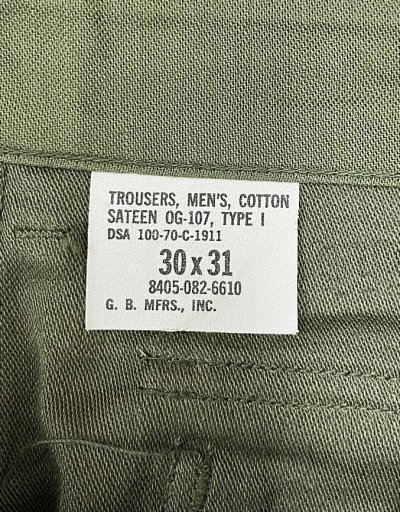 TROUSERS, MEN'S, COTTON
SATEEN OG-107, TYPE I
DSA 100-70-C-1911
30 x 31
8405-082-6610
G. B. MFRS., INC.